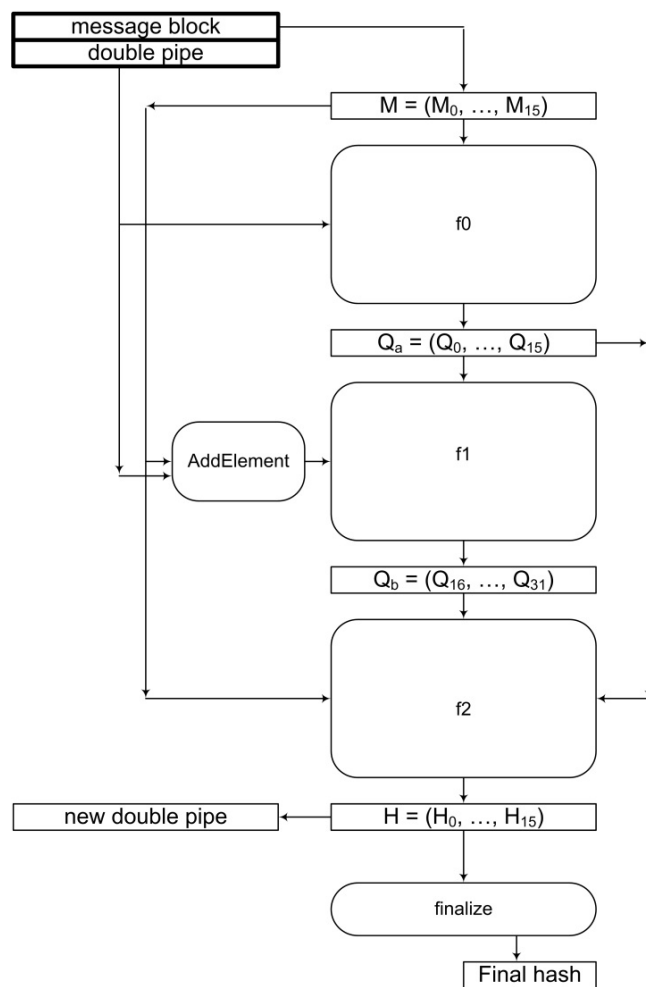 message block
double pipe
M = (M₀, …, M₁₅)
f0
Qₐ = (Q₀, …, Q₁₅)
AddElement
f1
Q_b = (Q₁₆, …, Q₃₁)
f2
new double pipe
H = (H₀, …, H₁₅)
finalize
Final hash